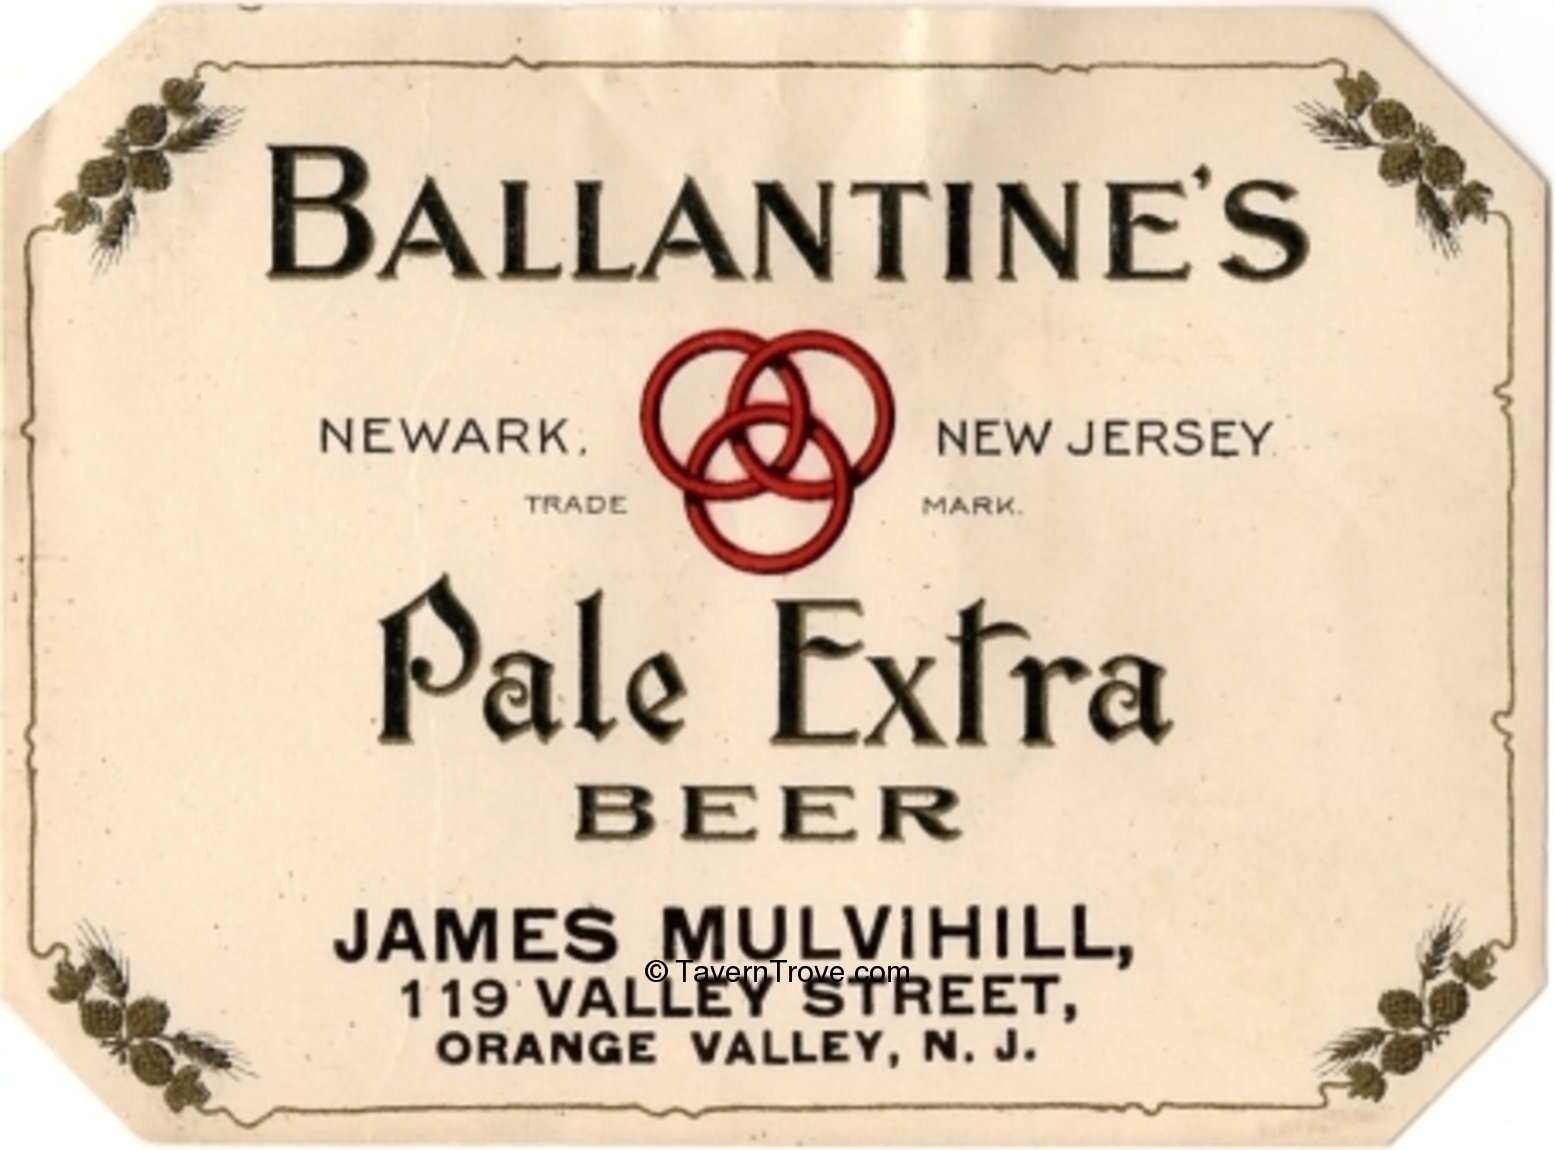 BALLANTINE'S
NEWARK, NEW JERSEY
TRADE MARK.
Pale Extra
BEER
JAMES MULVIHILL,
© TavernTrove.com
119 VALLEY STREET,
ORANGE VALLEY, N. J.